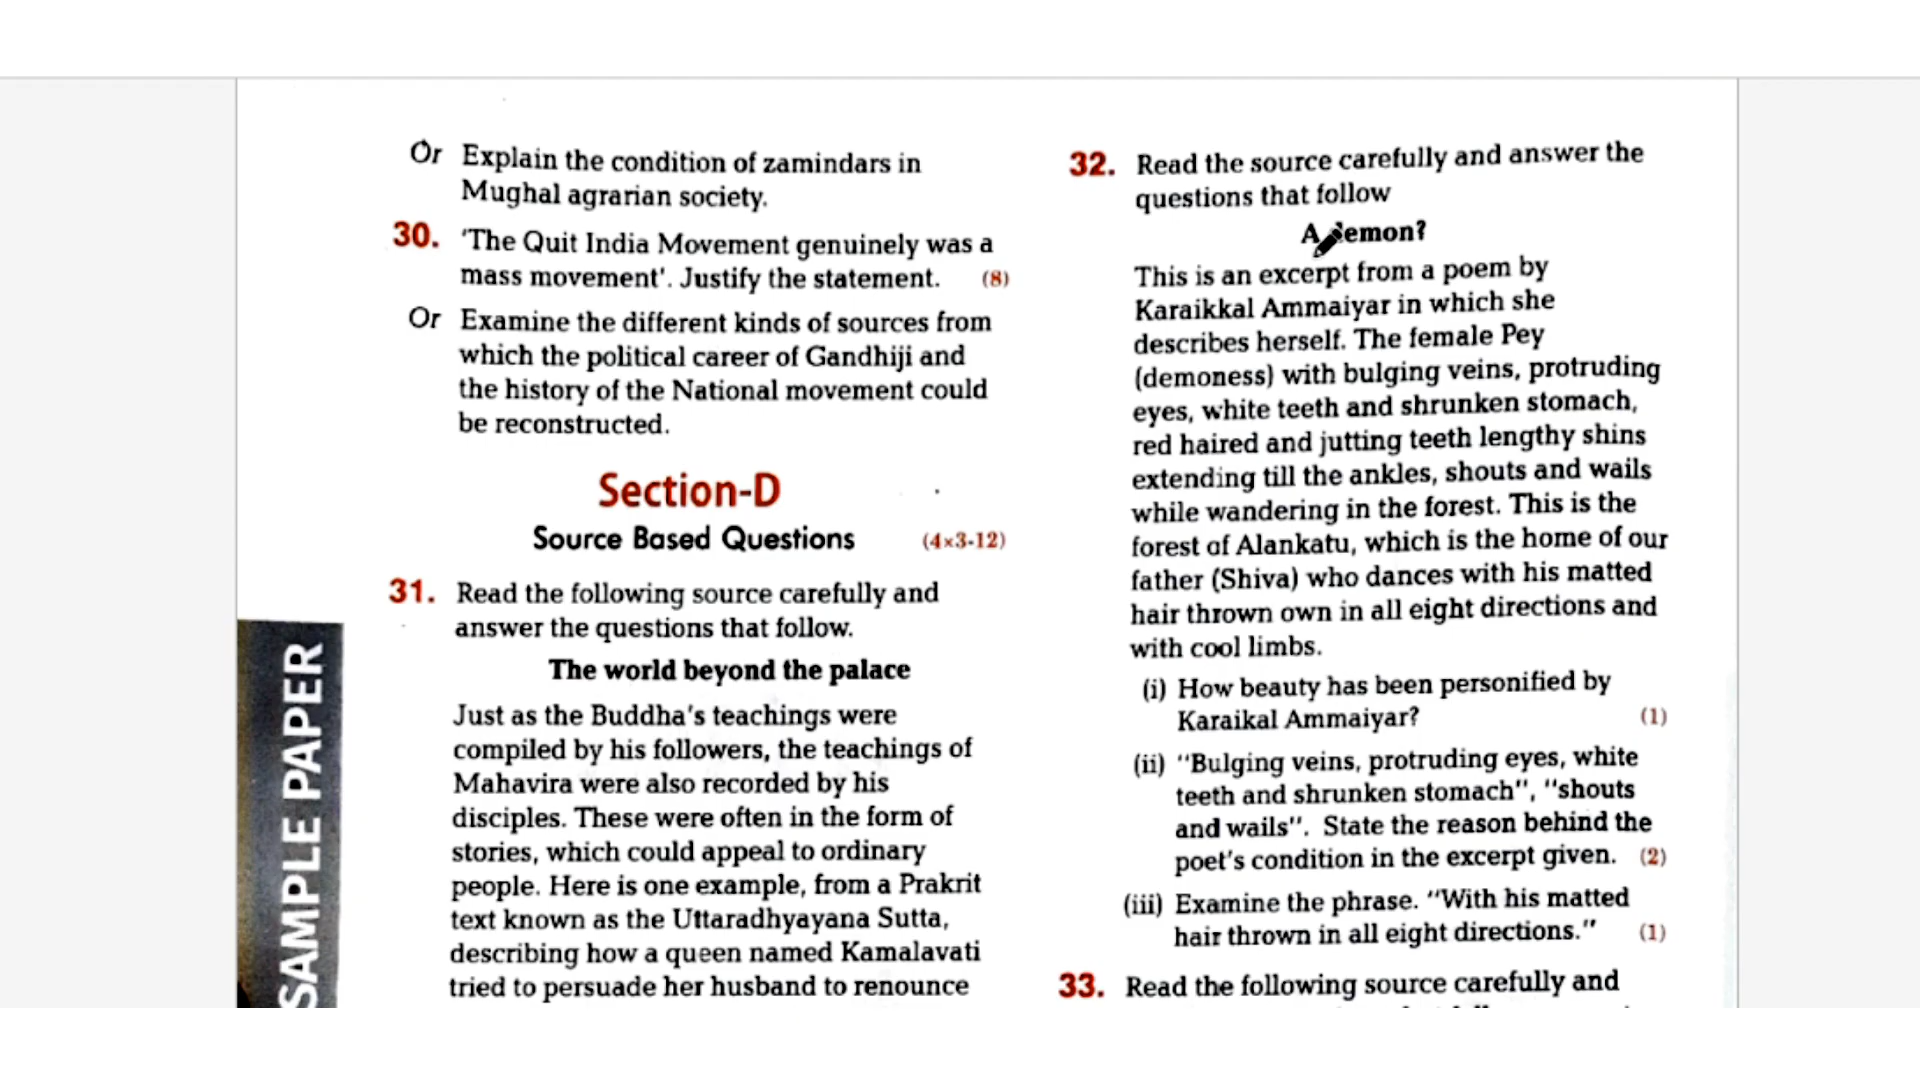 Or Explain the condition of zamindars in
Mughal agrarian society.
30. 'The Quit India Movement genuinely was a
mass movement'. Justify the statement. (8)
Or Examine the different kinds of sources from
which the political career of Gandhiji and
the history of the National movement could
be reconstructed.
Section-D
Source Based Questions (4×3-12)
31. Read the following source carefully and
answer the questions that follow.
The world beyond the palace
Just as the Buddha's teachings were
compiled by his followers, the teachings of
Mahavira were also recorded by his
disciples. These were often in the form of
stories, which could appeal to ordinary
people. Here is one example, from a Prakrit
text known as the Uttaradhyayana Sutta,
describing how a queen named Kamalavati
tried to persuade her husband to renounce
SAMPLE PAPER
32. Read the source carefully and answer the
questions that follow
A demon?
This is an excerpt from a poem by
Karaikkal Ammaiyar in which she
describes herself. The female Pey
(demoness) with bulging veins, protruding
eyes, white teeth and shrunken stomach,
red haired and jutting teeth lengthy shins
extending till the ankles, shouts and wails
while wandering in the forest. This is the
forest of Alankatu, which is the home of our
father (Shiva) who dances with his matted
hair thrown own in all eight directions and
with cool limbs.
(i) How beauty has been personified by
Karaikal Ammaiyar? (1)
(ii) "Bulging veins, protruding eyes, white
teeth and shrunken stomach", "shouts
and wails". State the reason behind the
poet's condition in the excerpt given. (2)
(iii) Examine the phrase. "With his matted
hair thrown in all eight directions." (1)
33. Read the following source carefully and